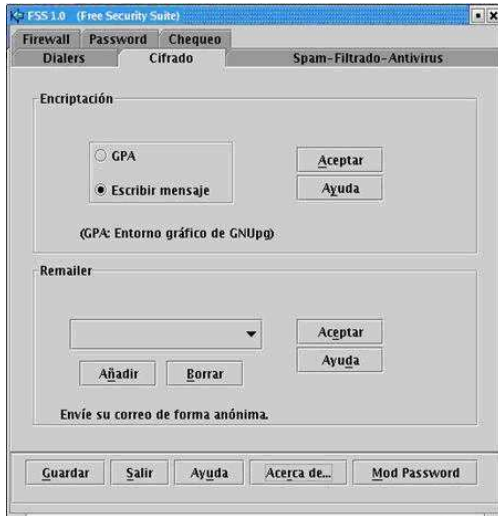 FSS 1.0 (Free Security Suite)
Firewall Password Chequeo
Dialers Cifrado Spam-Filtrado-Antivirus
Encriptación
GPA
Aceptar
Escribir mensaje
Ayuda
(GPA: Entorno gráfico de GNUpg)
Remailer
Aceptar
Ayuda
Añadir Borrar
Envíe su correo de forma anónima.
Guardar Salir Ayuda Acerca de... Mod Password